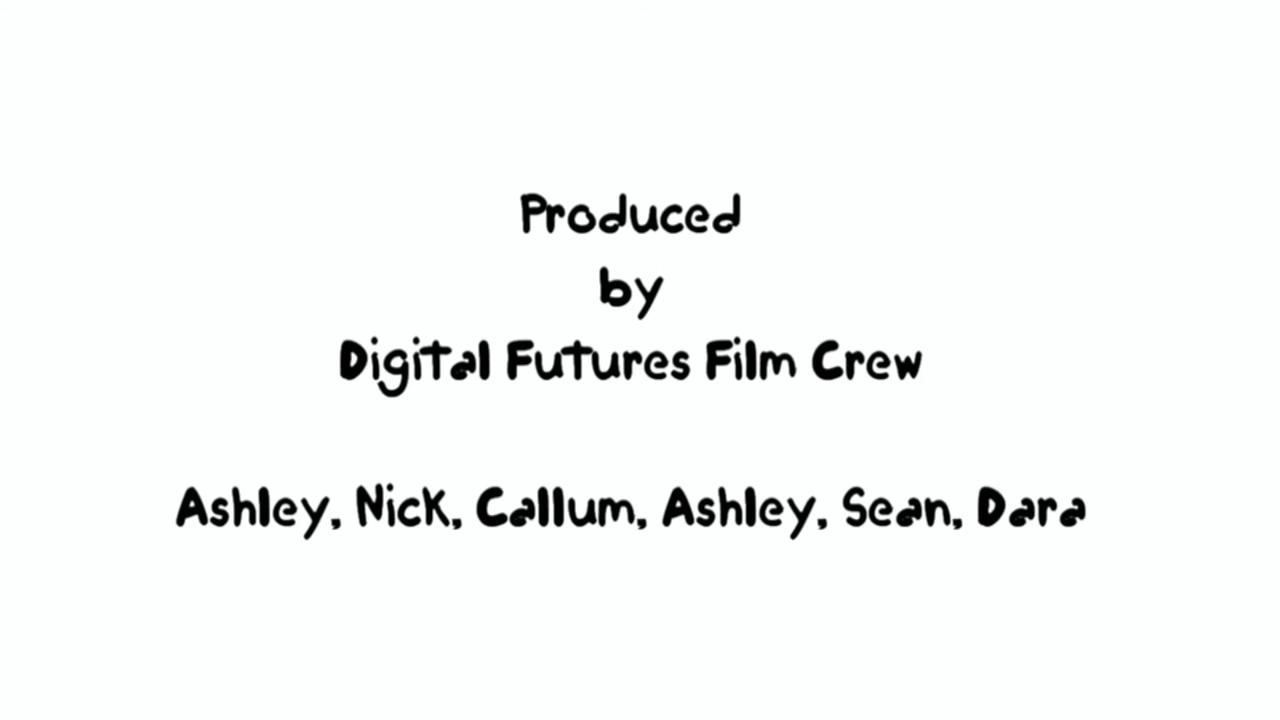 Produced
by
Digital Futures Film Crew
Ashley, Nick, Callum, Ashley, Sean, Dara